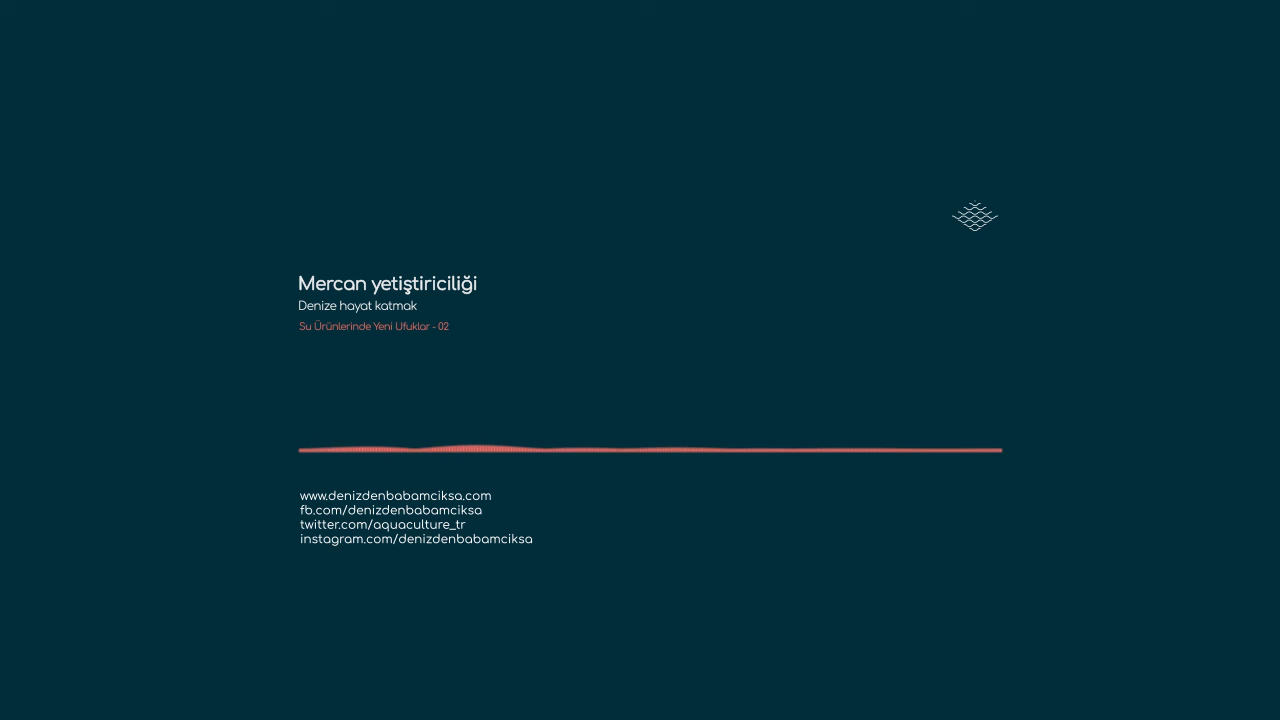 Mercan yetiştiriciliği
Denize hayat katmak
Su Ürünlerinde Yeni Ufuklar - 02
www.denizdenbabamciksa.com
fb.com/denizdenbabamciksa
twitter.com/aquaculture_tr
instagram.com/denizdenbabamciksa